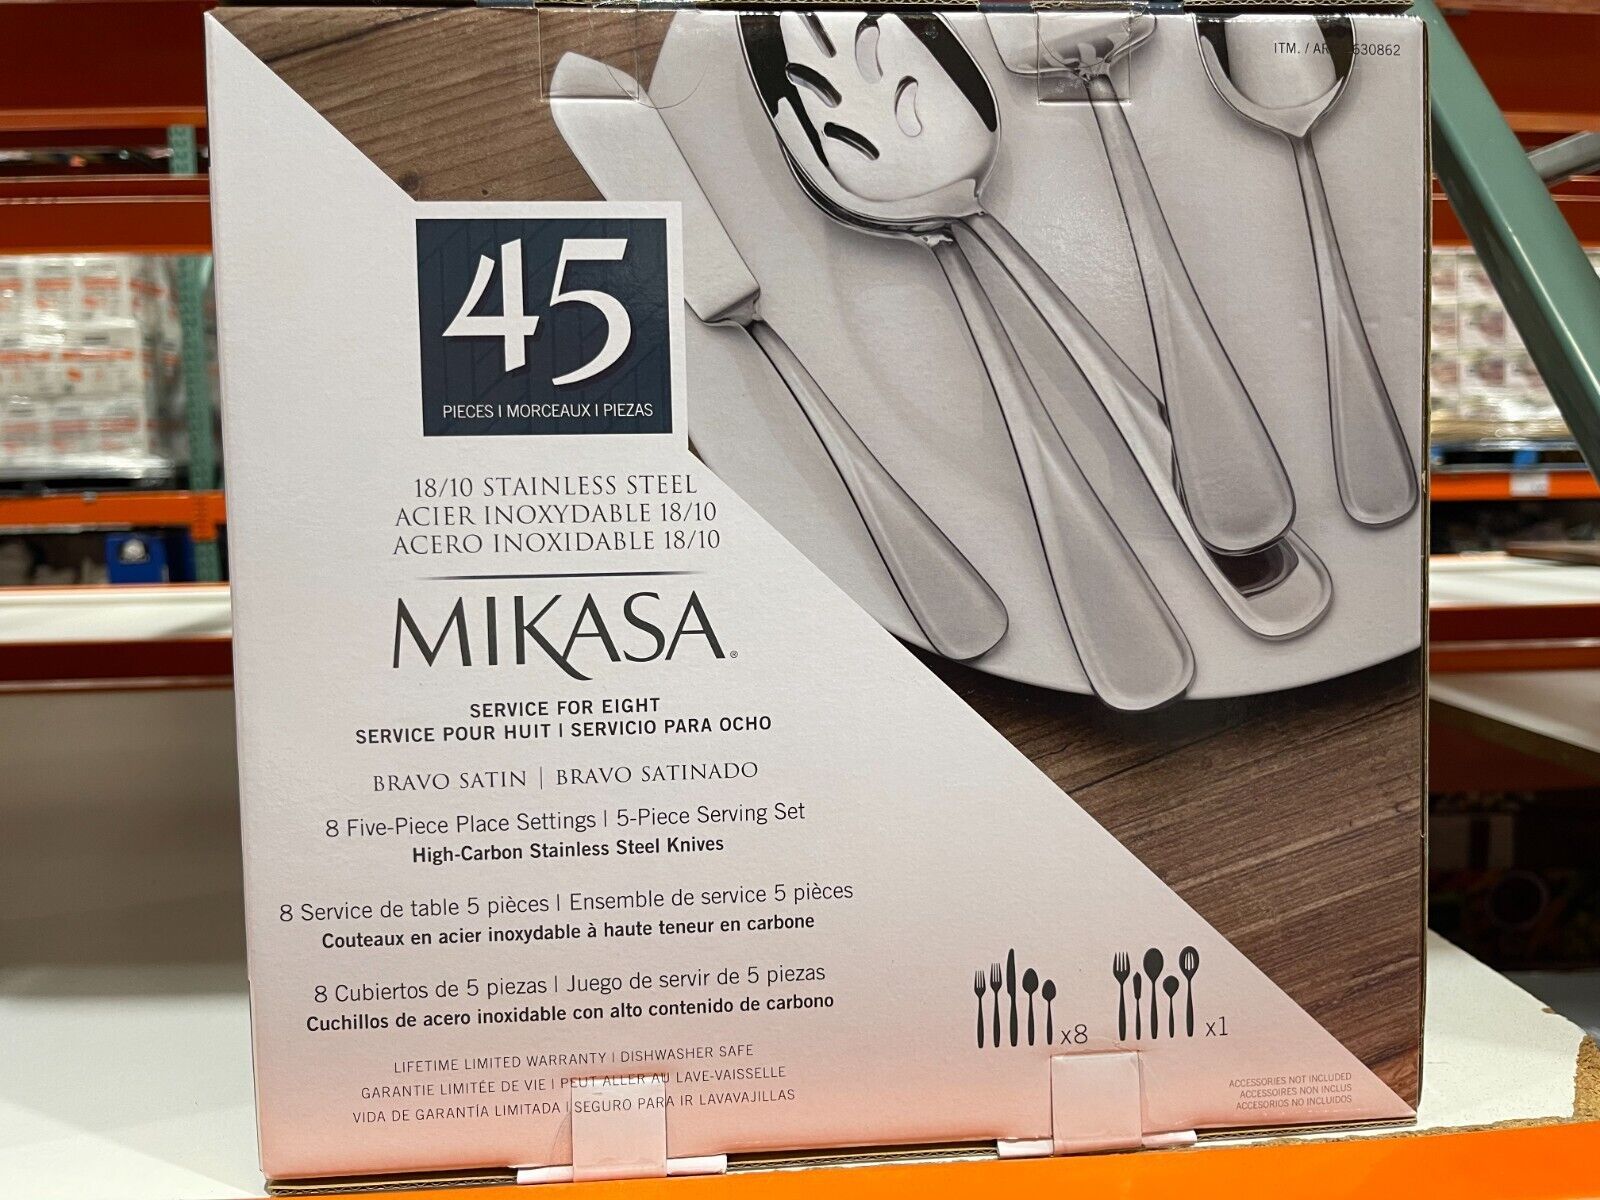 ITM. / 630862
45
PIECES | MORCEAUX | PIEZAS
18/10 STAINLESS STEEL
ACIER INOXYDABLE 18/10
ACERO INOXIDABLE 18/10
MIKASA®
SERVICE FOR EIGHT
SERVICE POUR HUIT | SERVICIO PARA OCHO
BRAVO SATIN | BRAVO SATINADO
8 Five-Piece Place Settings | 5-Piece Serving Set
High-Carbon Stainless Steel Knives
8 Service de table 5 pièces | Ensemble de service 5 pièces
Couteaux en acier inoxydable à haute teneur en carbone
8 Cubiertos de 5 piezas | Juego de servir de 5 piezas
Cuchillos de acero inoxidable con alto contenido de carbono
x8
x1
LIFETIME LIMITED WARRANTY | DISHWASHER SAFE
GARANTIE LIMITÉE DE VIE | PEUT ALLER AU LAVE-VAISSELLE
VIDA DE GARANTÍA LIMITADA | SEGURO PARA IR LAVAVAJILLAS
ACCESSORIES NOT INCLUDED
ACCESSOIRES NON INCLUS
ACCESORIOS NO INCLUIDOS